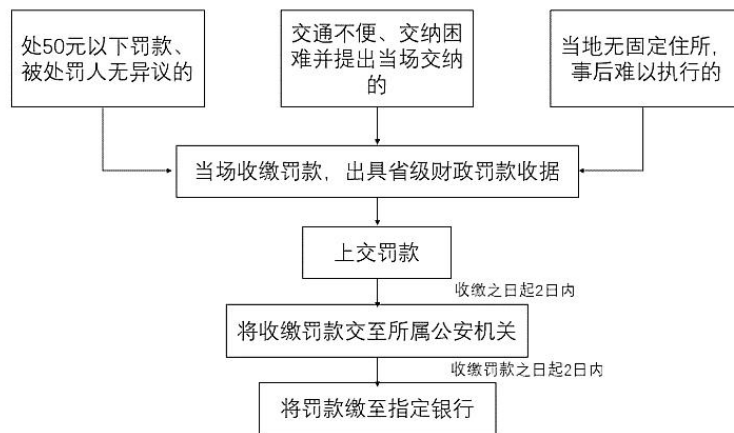 处50元以下罚款、
被处罚人无异议的
交通不便、交纳困
难并提出当场交纳
的
当地无固定住所，
事后难以执行的
当场收缴罚款，出具省级财政罚款收据
上交罚款
收缴之日起2日内
将收缴罚款交至所属公安机关
收缴罚款之日起2日内
将罚款缴至指定银行